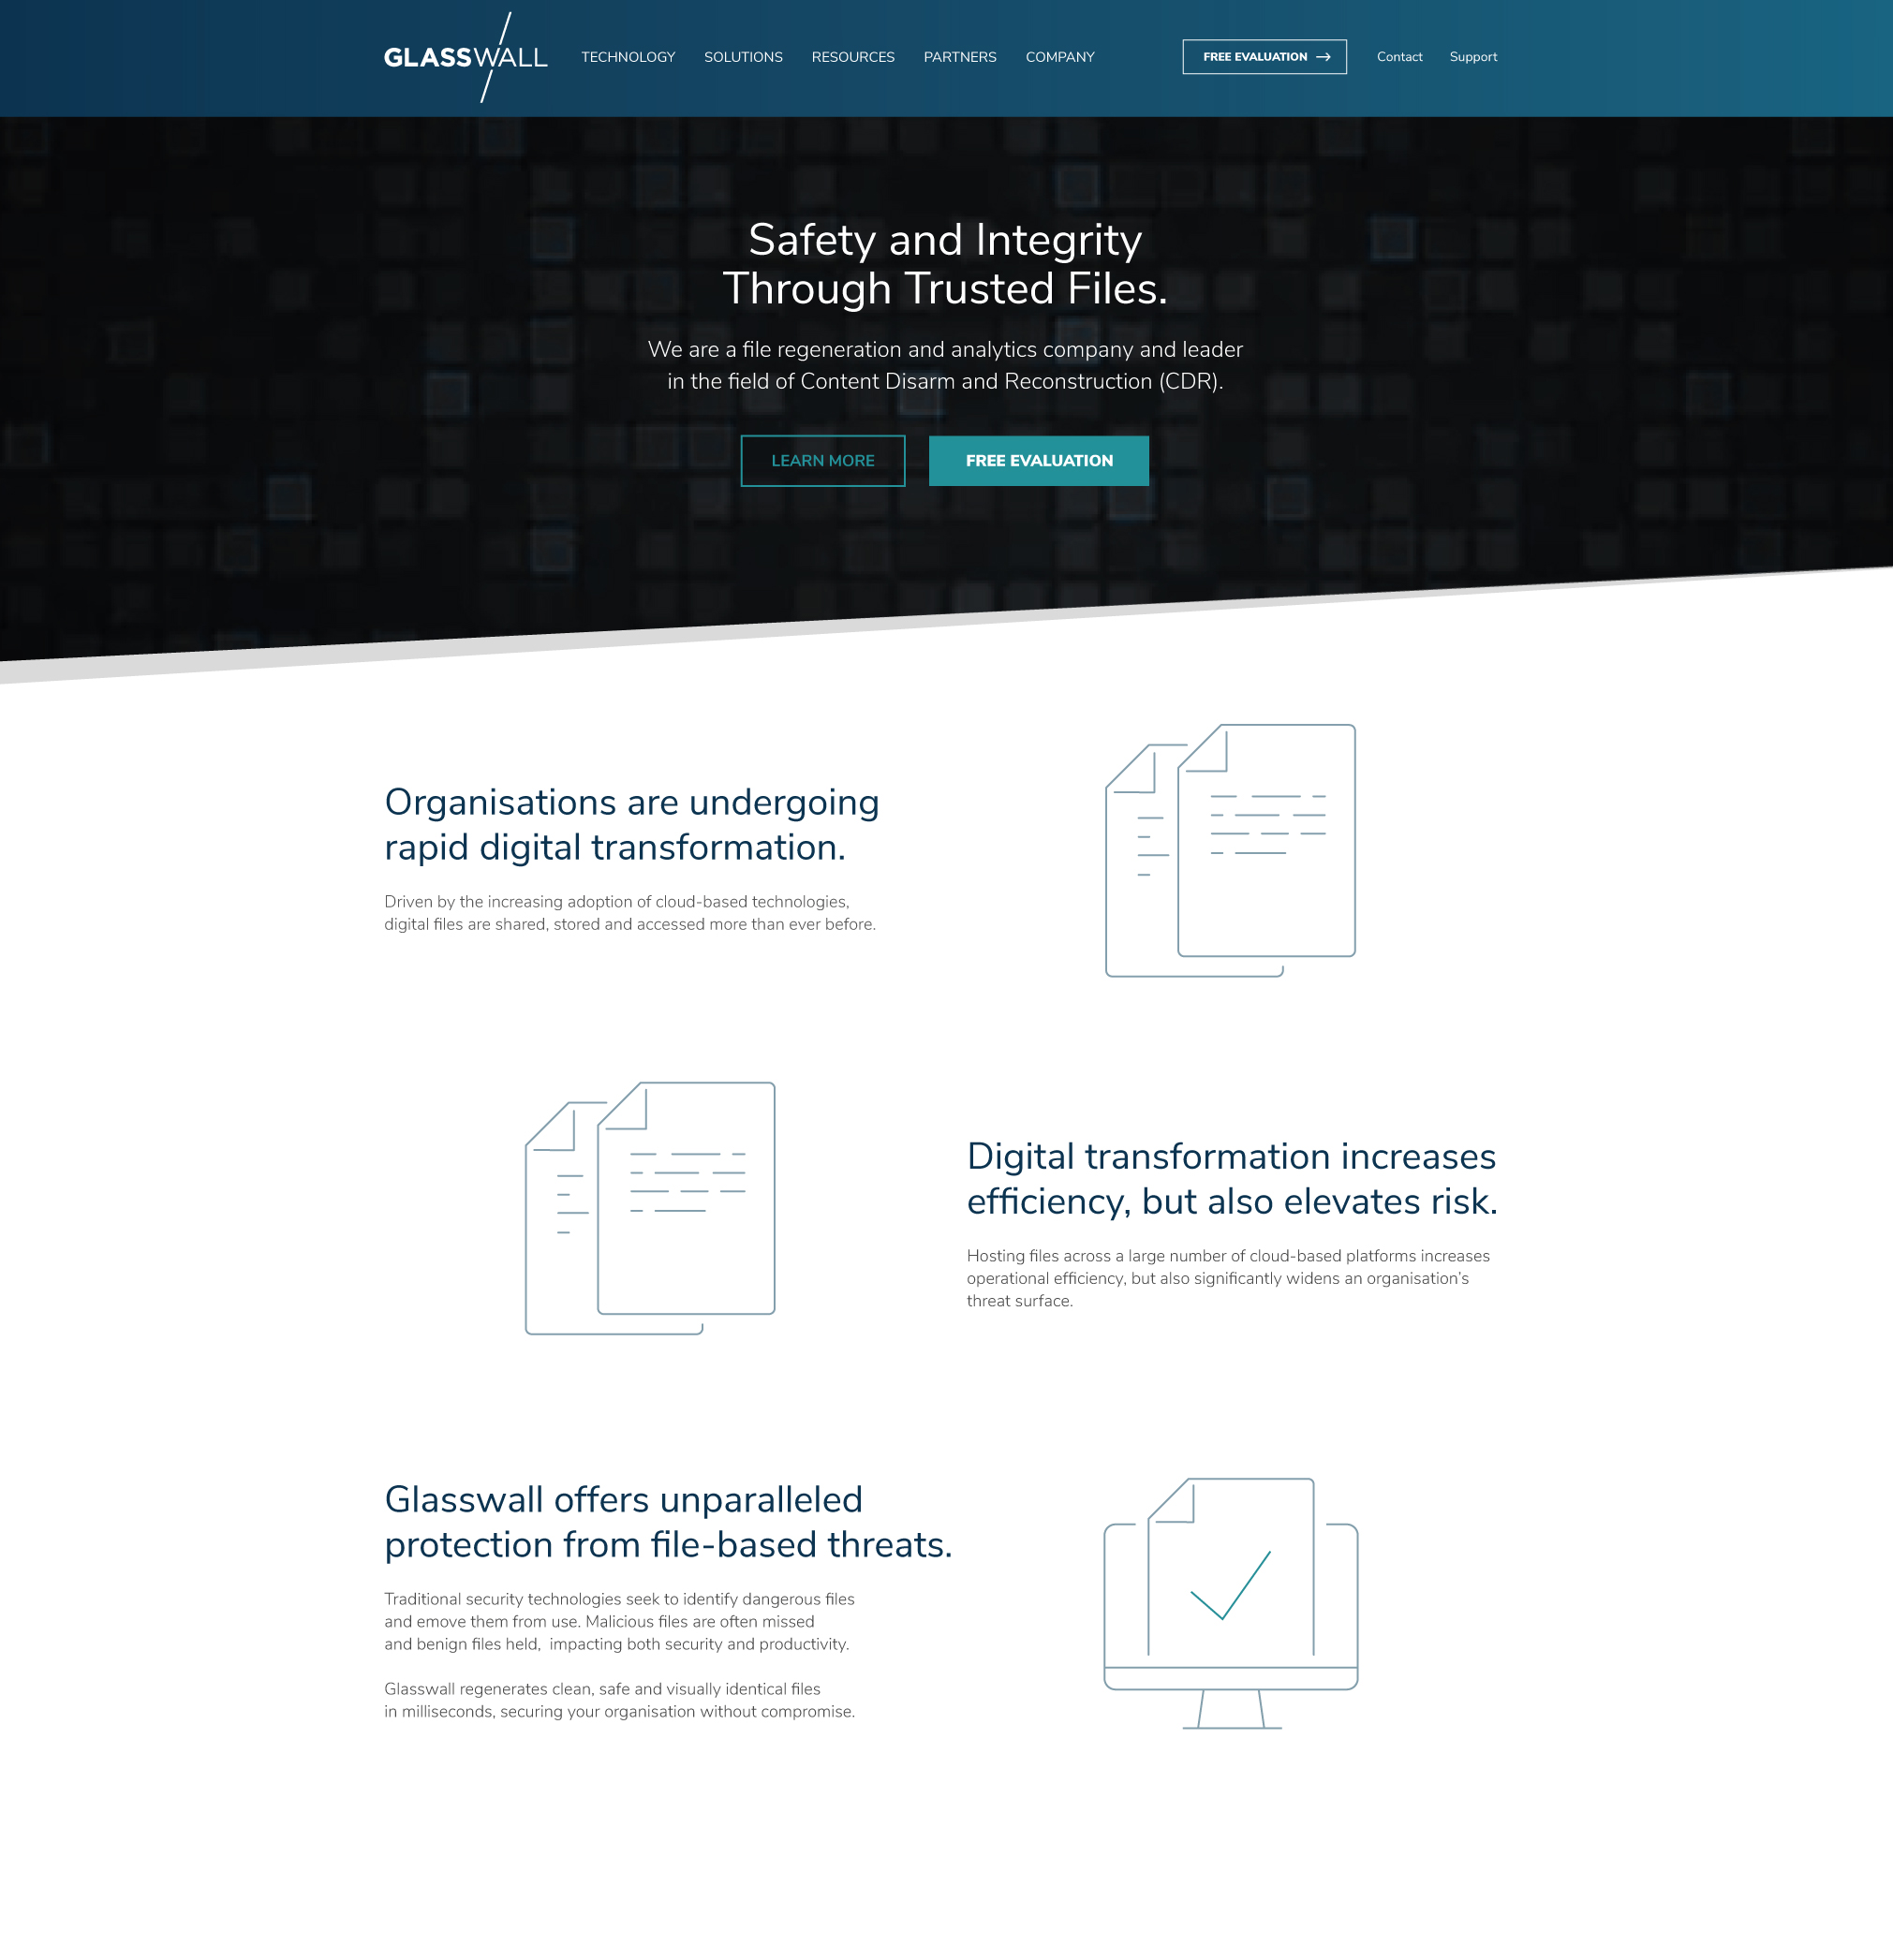 GLASSWALL
TECHNOLOGY
SOLUTIONS
RESOURCES
PARTNERS
COMPANY
FREE EVALUATION
Contact
Support
Safety and Integrity
Through Trusted Files.
We are a file regeneration and analytics company and leader
in the field of Content Disarm and Reconstruction (CDR).
LEARN MORE
FREE EVALUATION
Organisations are undergoing
rapid digital transformation.
Driven by the increasing adoption of cloud-based technologies,
digital files are shared, stored and accessed more than ever before.
Digital transformation increases
efficiency, but also elevates risk.
Hosting files across a large number of cloud-based platforms increases
operational efficiency, but also significantly widens an organisation’s
threat surface.
Glasswall offers unparalleled
protection from file-based threats.
Traditional security technologies seek to identify dangerous files
and emove them from use. Malicious files are often missed
and benign files held,  impacting both security and productivity.
Glasswall regenerates clean, safe and visually identical files
in milliseconds, securing your organisation without compromise.